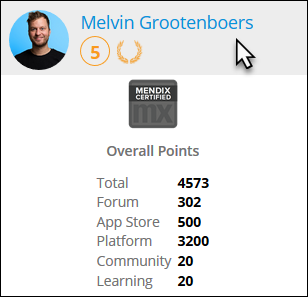 Melvin Grootenboers
5
MENDIX
CERTIFIED
mx
Overall Points
Total 4573
Forum 302
App Store 500
Platform 3200
Community 20
Learning 20